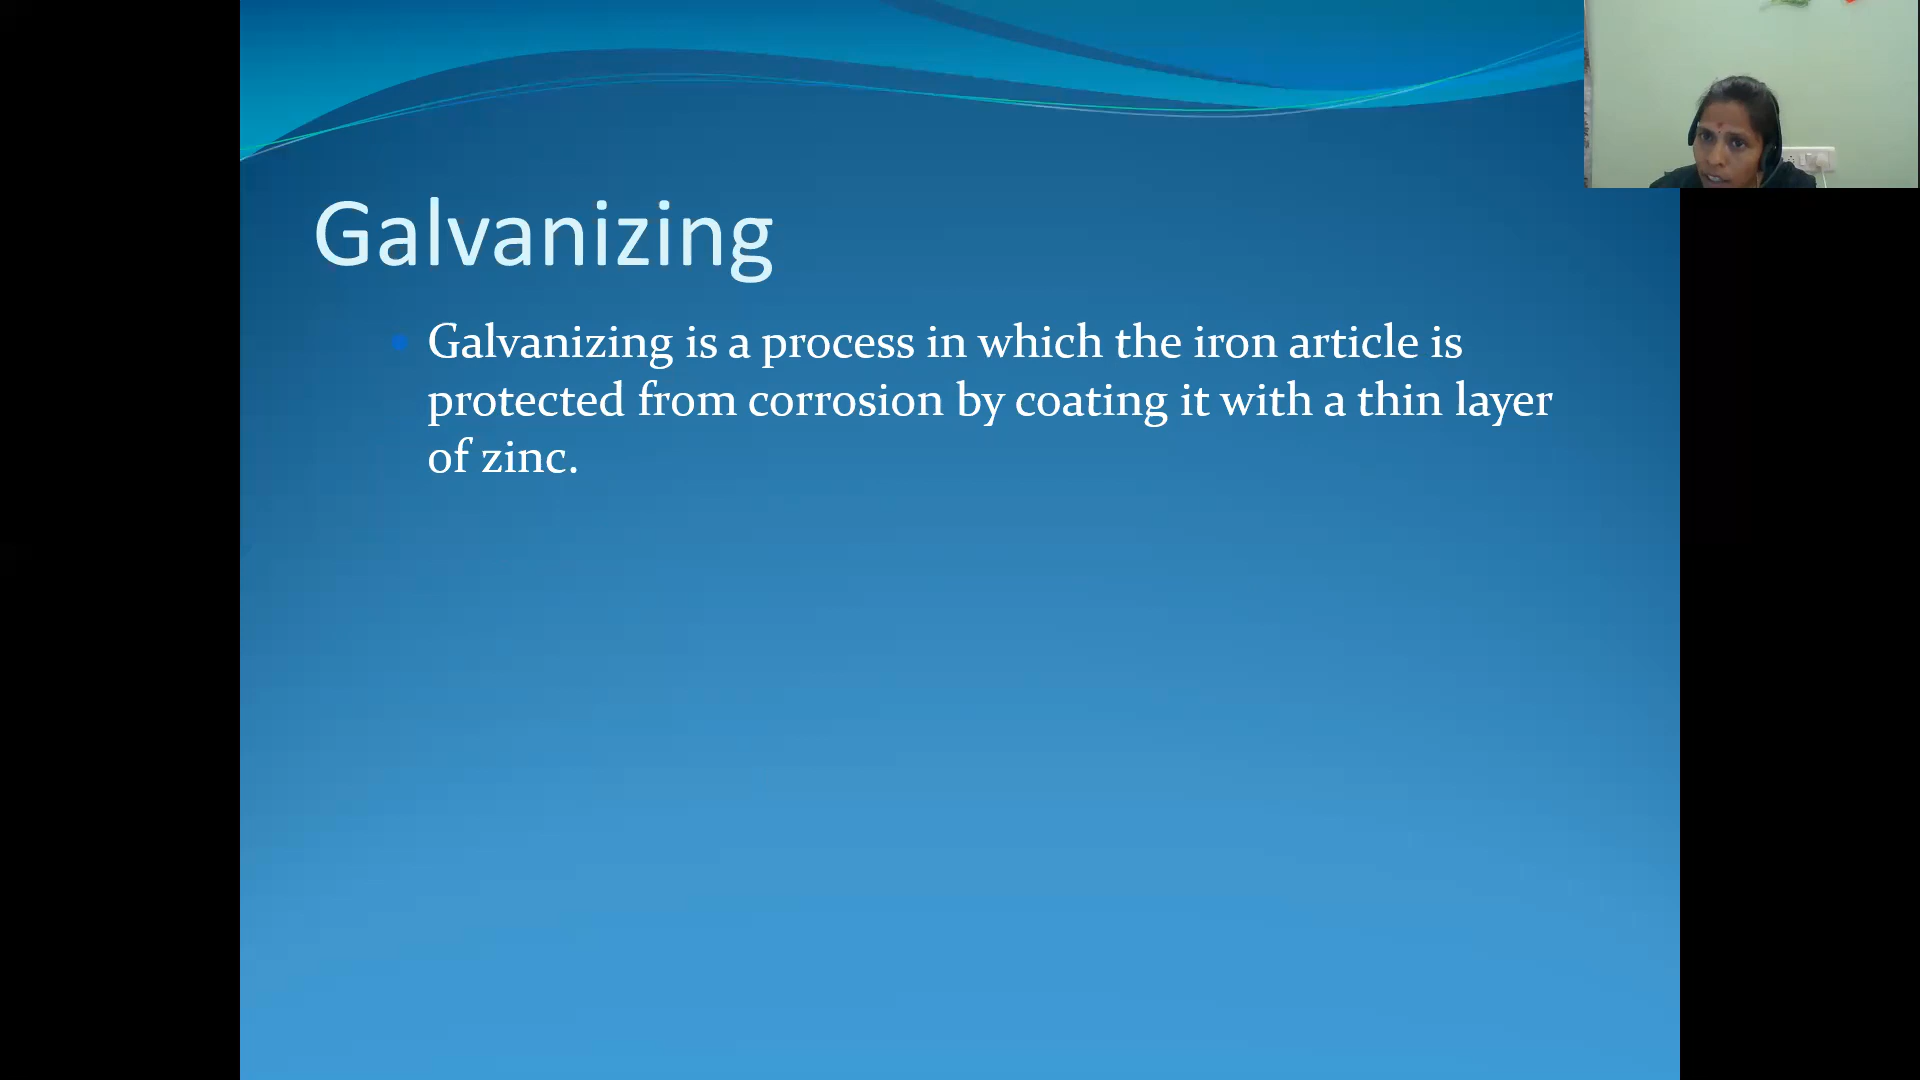 Galvanizing
Galvanizing is a process in which the iron article is
protected from corrosion by coating it with a thin layer
of zinc.